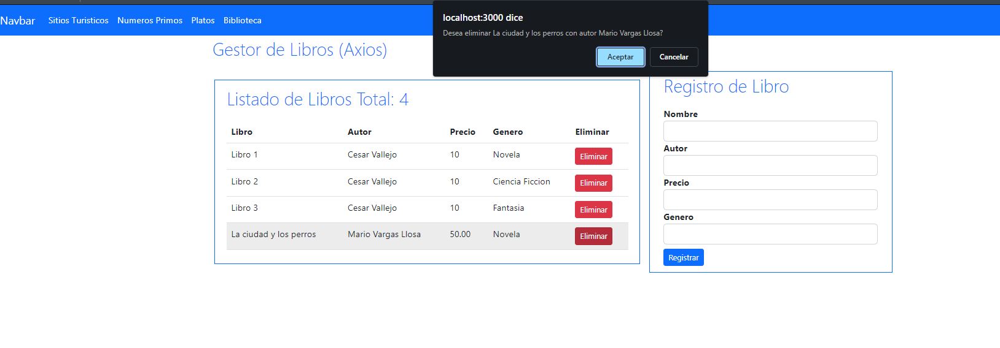 Navbar Sitios Turisticos Numeros Primos Platos Biblioteca
localhost:3000 dice
Desea eliminar La ciudad y los perros con autor Mario Vargas Llosa?
Aceptar Cancelar
Gestor de Libros (Axios)
Listado de Libros Total: 4
Libro Autor Precio Genero Eliminar
Libro 1 Cesar Vallejo 10 Novela Eliminar
Libro 2 Cesar Vallejo 10 Ciencia Ficcion Eliminar
Libro 3 Cesar Vallejo 10 Fantasia Eliminar
La ciudad y los perros Mario Vargas Llosa 50.00 Novela Eliminar
Registro de Libro
Nombre
Autor
Precio
Genero
Registrar